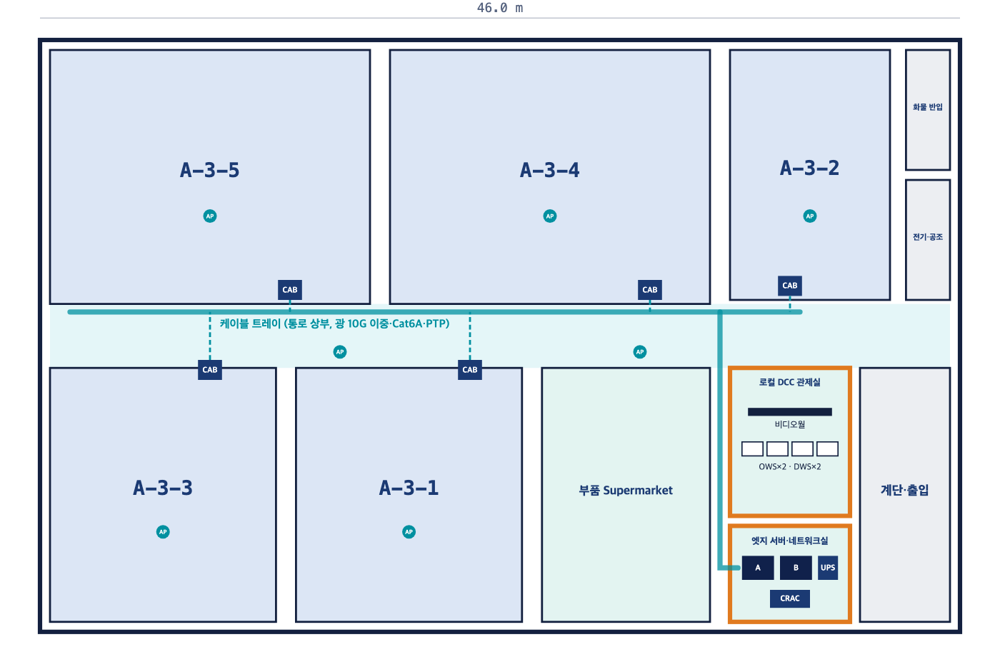 46.0 m
화물 반입
A-3-5
A-3-4
A-3-2
AP
AP
AP
전기·공조
CAB
CAB
CAB
케이블 트레이 (통로 상부, 광 10G 이중·Cat6A·PTP)
AP
AP
CAB
CAB
로컬 DCC 관제실
비디오월
OWS×2 · DWS×2
A-3-3
A-3-1
부품 Supermarket
계단·출입
AP
AP
엣지 서버·네트워크실
A
B
UPS
CRAC